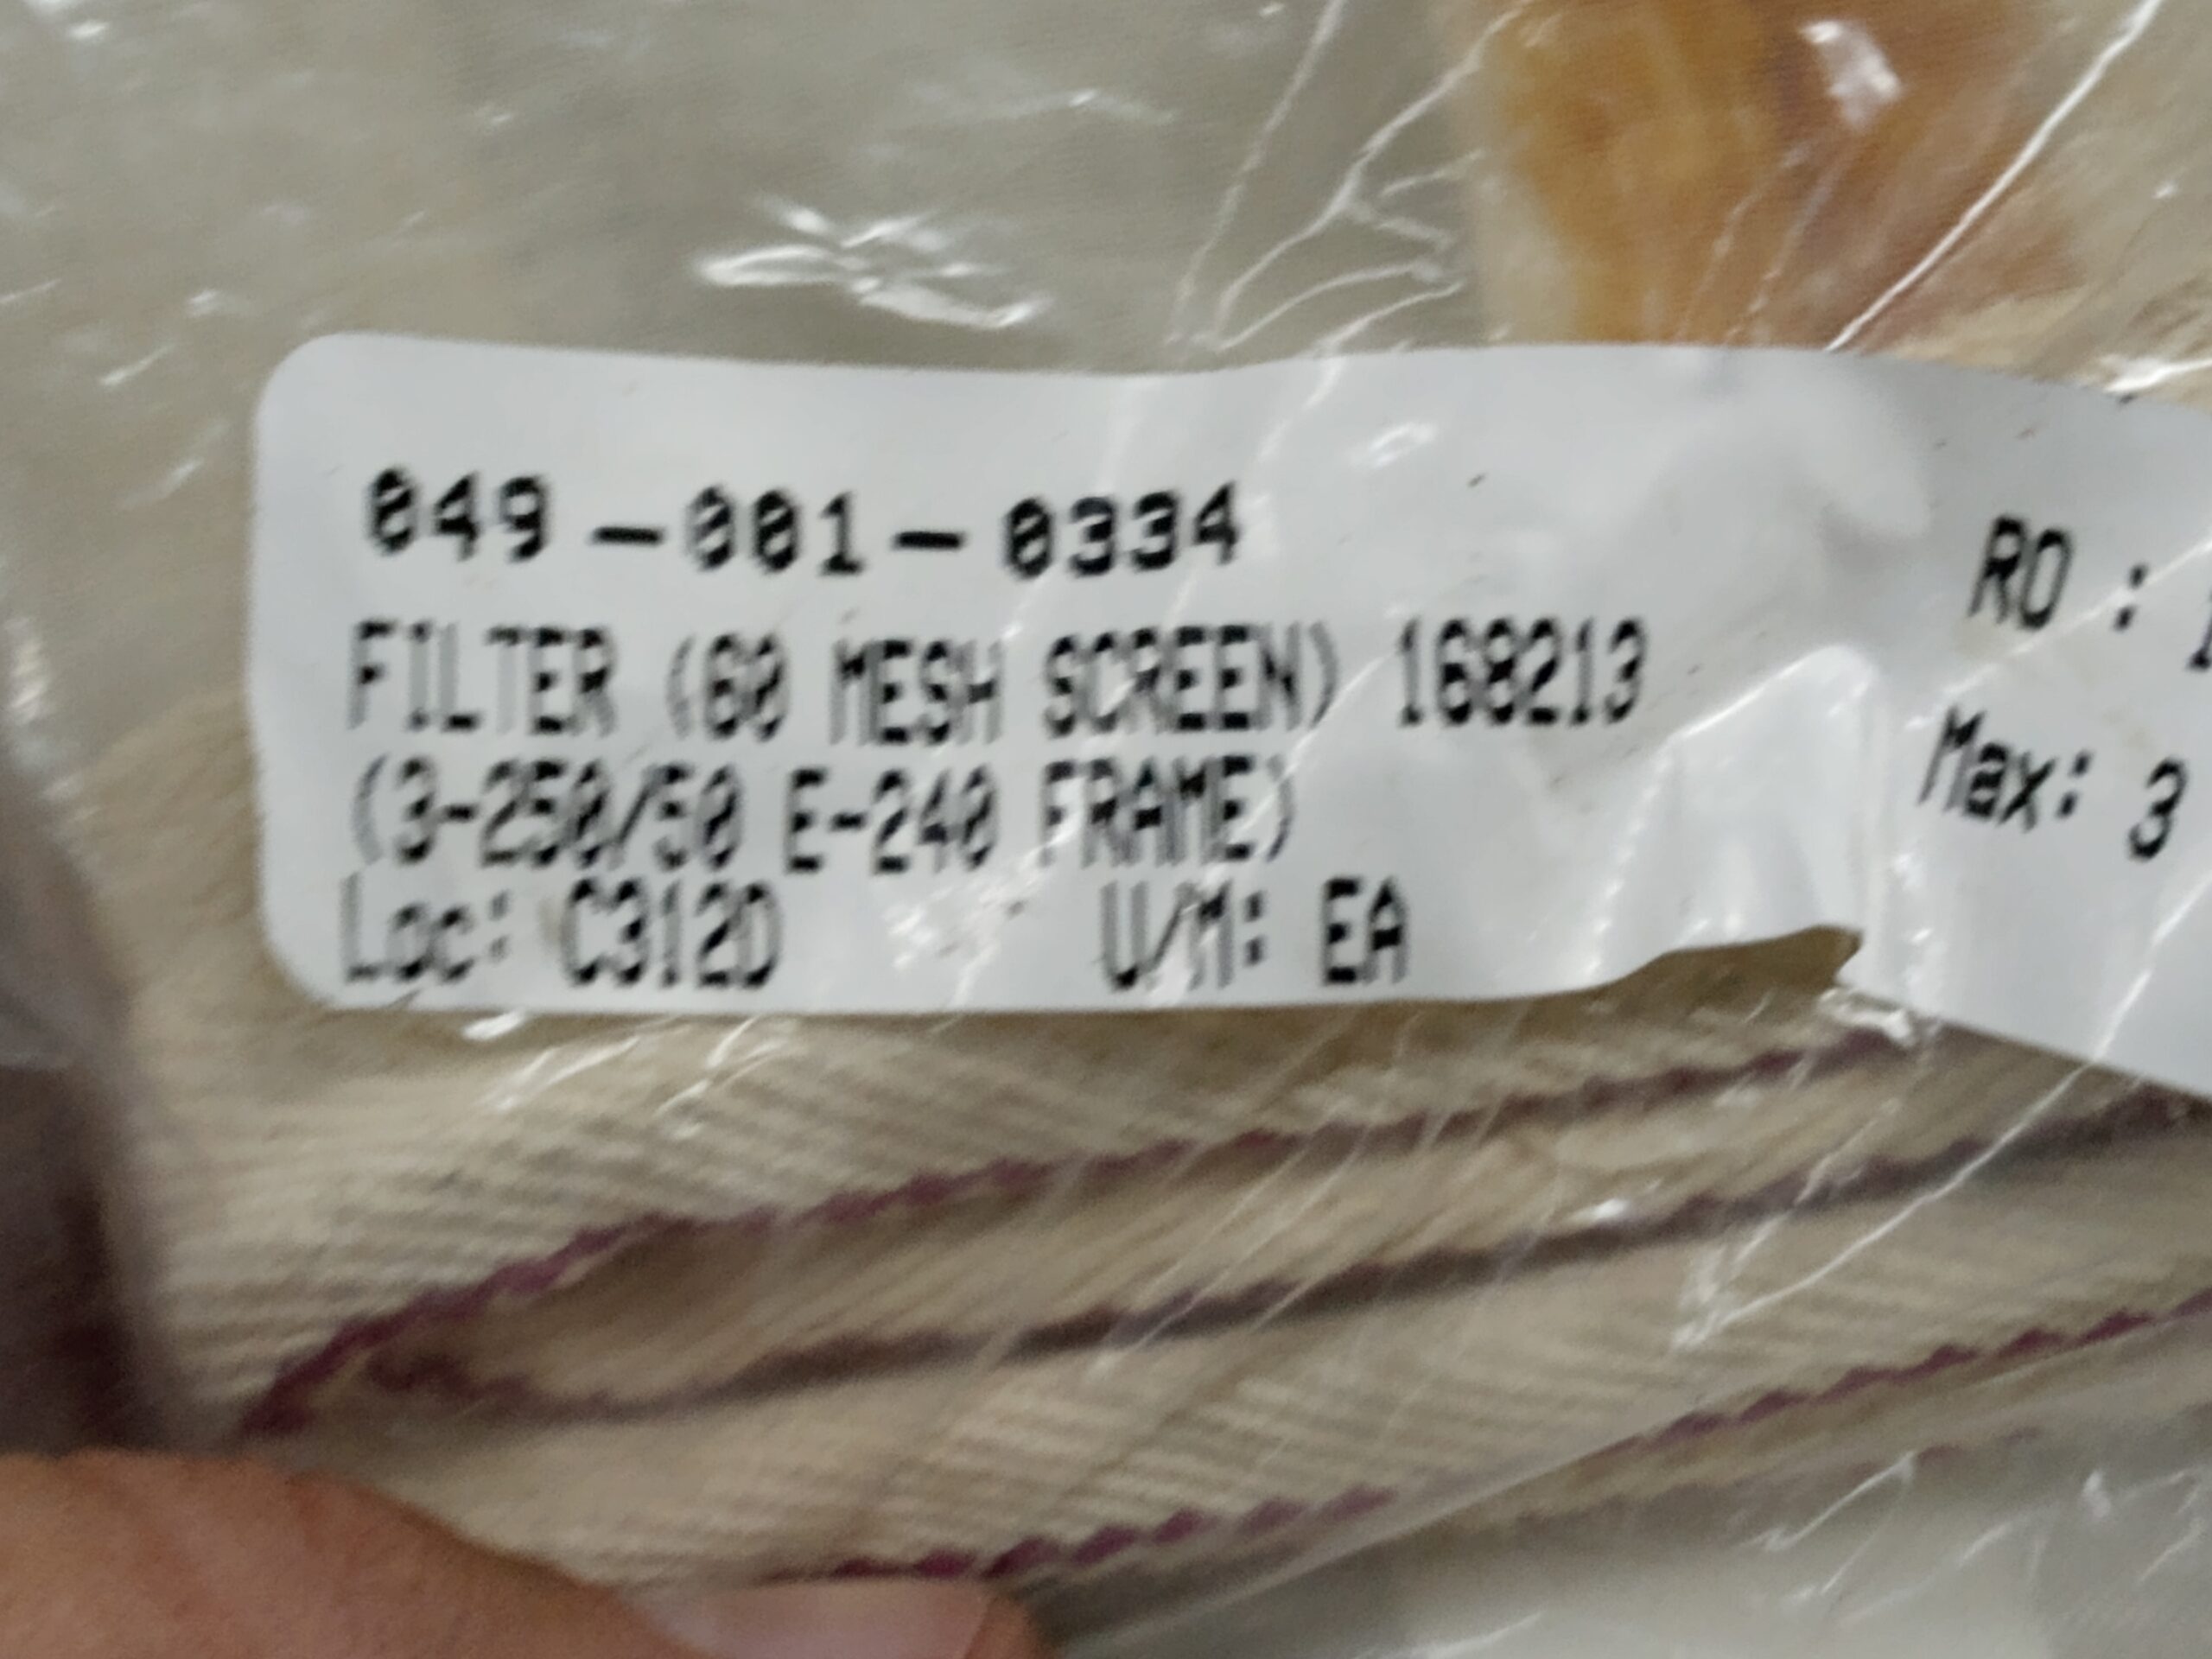 049-001-0334
FILTER (60 MESH SCREEN) 168213
(3-250/50 E-240 FRAME)
Loc: C312D U/M: EA
RO :
Max: 3